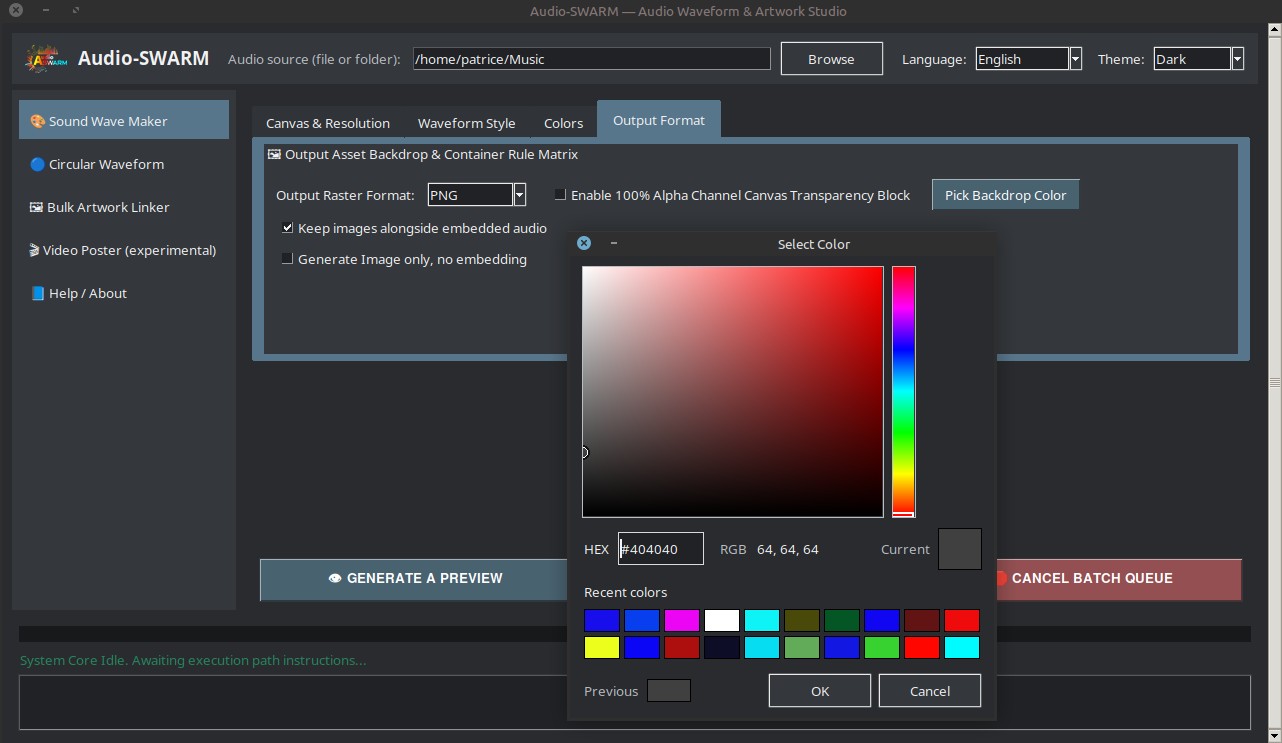 Audio-SWARM — Audio Waveform & Artwork Studio
Audio-SWARM Audio source (file or folder): /home/patrice/Music Browse Language: English Theme: Dark
Sound Wave Maker
Circular Waveform
Bulk Artwork Linker
Video Poster (experimental)
Help / About
Canvas & Resolution Waveform Style Colors Output Format
Output Asset Backdrop & Container Rule Matrix
Output Raster Format: PNG Enable 100% Alpha Channel Canvas Transparency Block Pick Backdrop Color
Keep images alongside embedded audio
Generate Image only, no embedding
Select Color
HEX #404040 RGB 64, 64, 64 Current
Recent colors
Previous OK Cancel
GENERATE A PREVIEW
CANCEL BATCH QUEUE
System Core Idle. Awaiting execution path instructions...